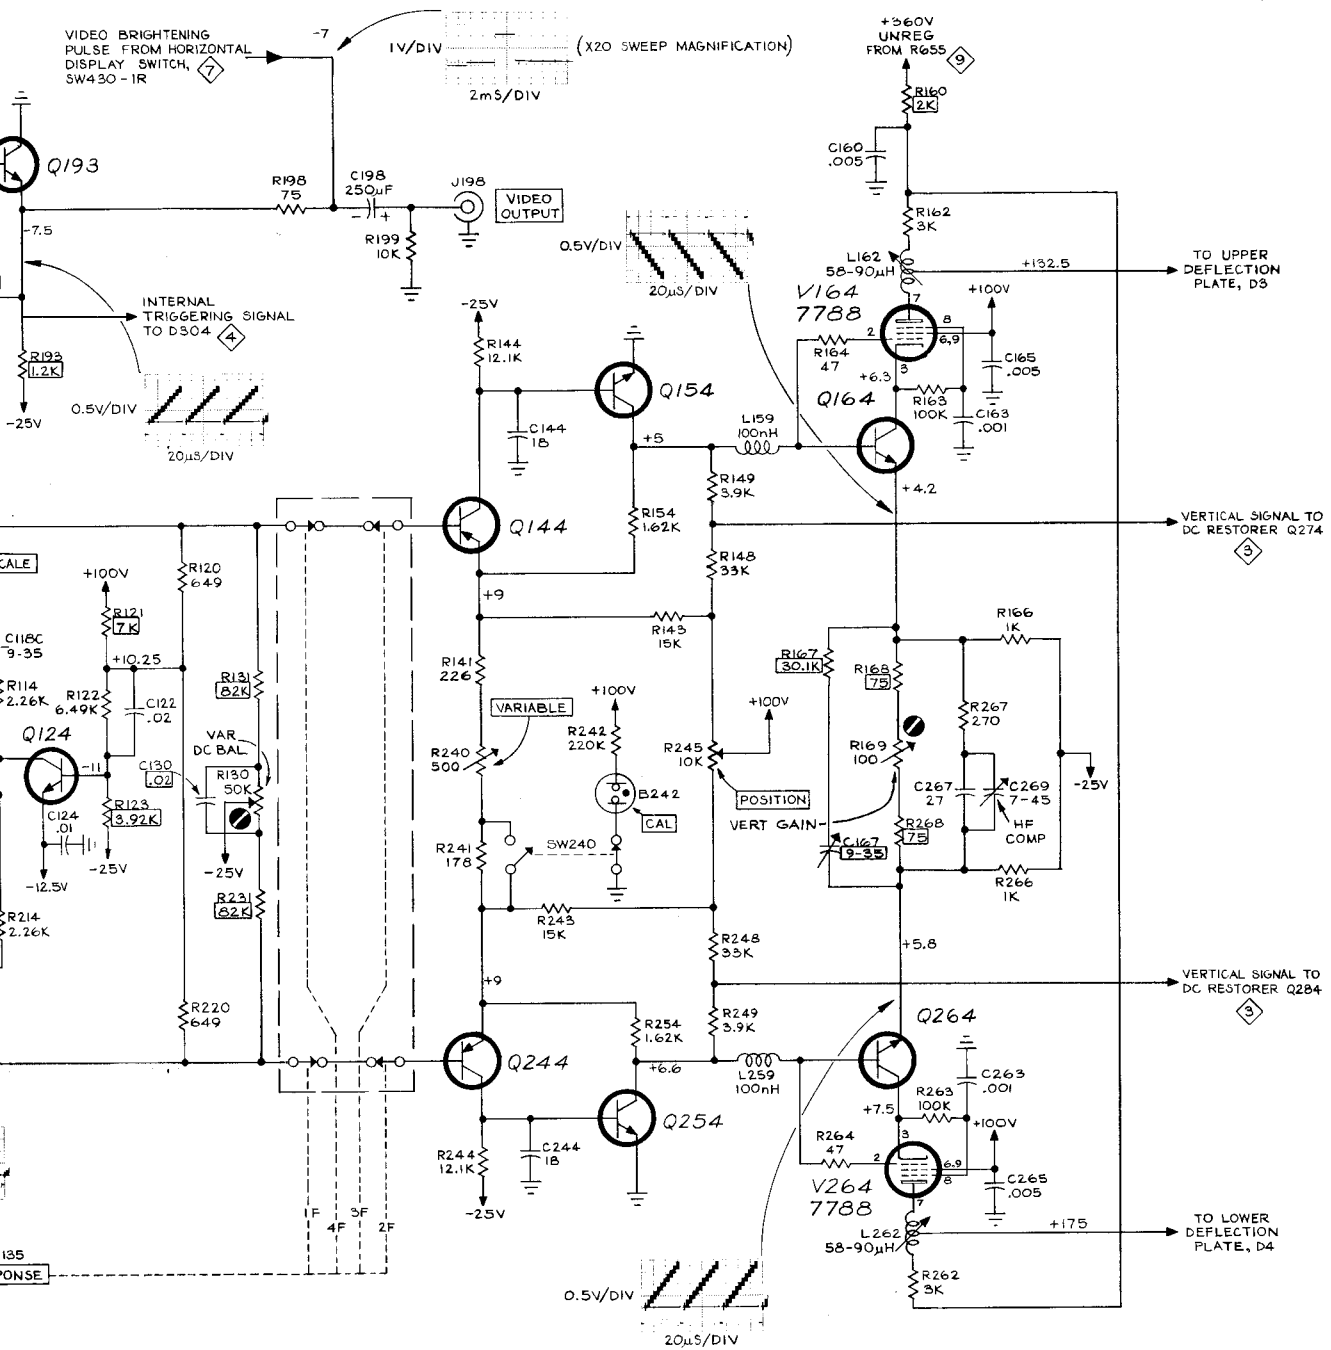 VIDEO BRIGHTENING
PULSE FROM HORIZONTAL
DISPLAY SWITCH,
SW430-1R
7
-7
1V/DIV
(X20 SWEEP MAGNIFICATION)
2mS/DIV
+360V
UNREG
FROM R655
9
R160
2K
C160
.005
Q193
R198
75
C198
250µF
- +
J198
VIDEO
OUTPUT
R199
10K
-7.5
INTERNAL
TRIGGERING SIGNAL
TO D304
4
R193
1.2K
-25V
0.5V/DIV
20µS/DIV
0.5V/DIV
20µS/DIV
R162
3K
L162
58-90µH
+132.5
TO UPPER
DEFLECTION
PLATE, D3
V164
7788
7
8
6,9
2
3
+100V
R164
47
C165
.005
+6.3
R163
100K
C163
.001
-25V
R144
12.1K
Q154
C144
18
+5
L159
100nH
Q164
+4.2
R149
3.9K
R154
1.62K
VERTICAL SIGNAL TO
DC RESTORER Q274
3
Q144
R148
33K
+9
R143
15K
CALE
+100V
R120
649
R121
7K
C118C
9-35
+10.25
R114
2.26K
R122
6.49K
C122
.02
R131
82K
R141
226
VARIABLE
+100V
R242
220K
R240
500
R245
10K
+100V
R167
30.1K
R168
75
R166
1K
R267
270
R169
100
-25V
Q124
-11
VAR
DC BAL
C130
.02
R130
50K
R123
3.92K
C124
.01
-12.5V
-25V
-25V
R231
82K
R214
2.26K
B242
CAL
POSITION
VERT GAIN
C267
27
C269
7-45
HF
COMP
R268
75
C167
9-35
R241
178
SW240
R266
1K
R243
15K
+5.8
R248
33K
+9
VERTICAL SIGNAL TO
DC RESTORER Q284
3
R220
649
R254
1.62K
R249
3.9K
Q264
Q244
+6.6
L259
100nH
C263
.001
+7.5
R263
100K
+100V
Q254
R244
12.1K
C244
18
R264
47
2
3
6,9
8
7
V264
7788
C265
.005
-25V
1F
4F
3F
2F
L262
58-90µH
+175
TO LOWER
DEFLECTION
PLATE, D4
135
PONSE
0.5V/DIV
20µS/DIV
R262
3K